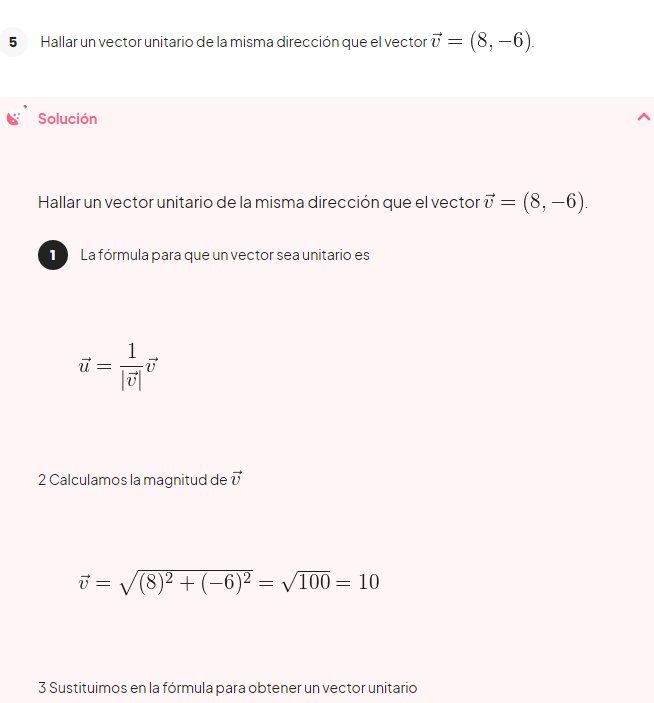 5 Hallar un vector unitario de la misma dirección que el vector $\vec{v} = (8, -6)$.
Solución
Hallar un vector unitario de la misma dirección que el vector $\vec{v} = (8, -6)$.
1 La fórmula para que un vector sea unitario es
$\vec{u} = \frac{1}{|\vec{v}|}\vec{v}$
2 Calculamos la magnitud de $\vec{v}$
$\vec{v} = \sqrt{(8)^2 + (-6)^2} = \sqrt{100} = 10$
3 Sustituimos en la fórmula para obtener un vector unitario